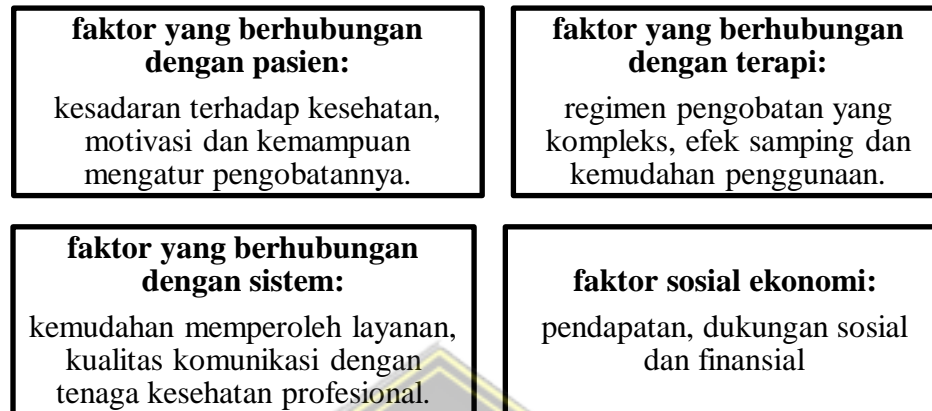 faktor yang berhubungan
dengan pasien:
kesadaran terhadap kesehatan,
motivasi dan kemampuan
mengatur pengobatannya.
faktor yang berhubungan
dengan terapi:
regimen pengobatan yang
kompleks, efek samping dan
kemudahan penggunaan.
faktor yang berhubungan
dengan sistem:
kemudahan memperoleh layanan,
kualitas komunikasi dengan
tenaga kesehatan profesional.
faktor sosial ekonomi:
pendapatan, dukungan sosial
dan finansial